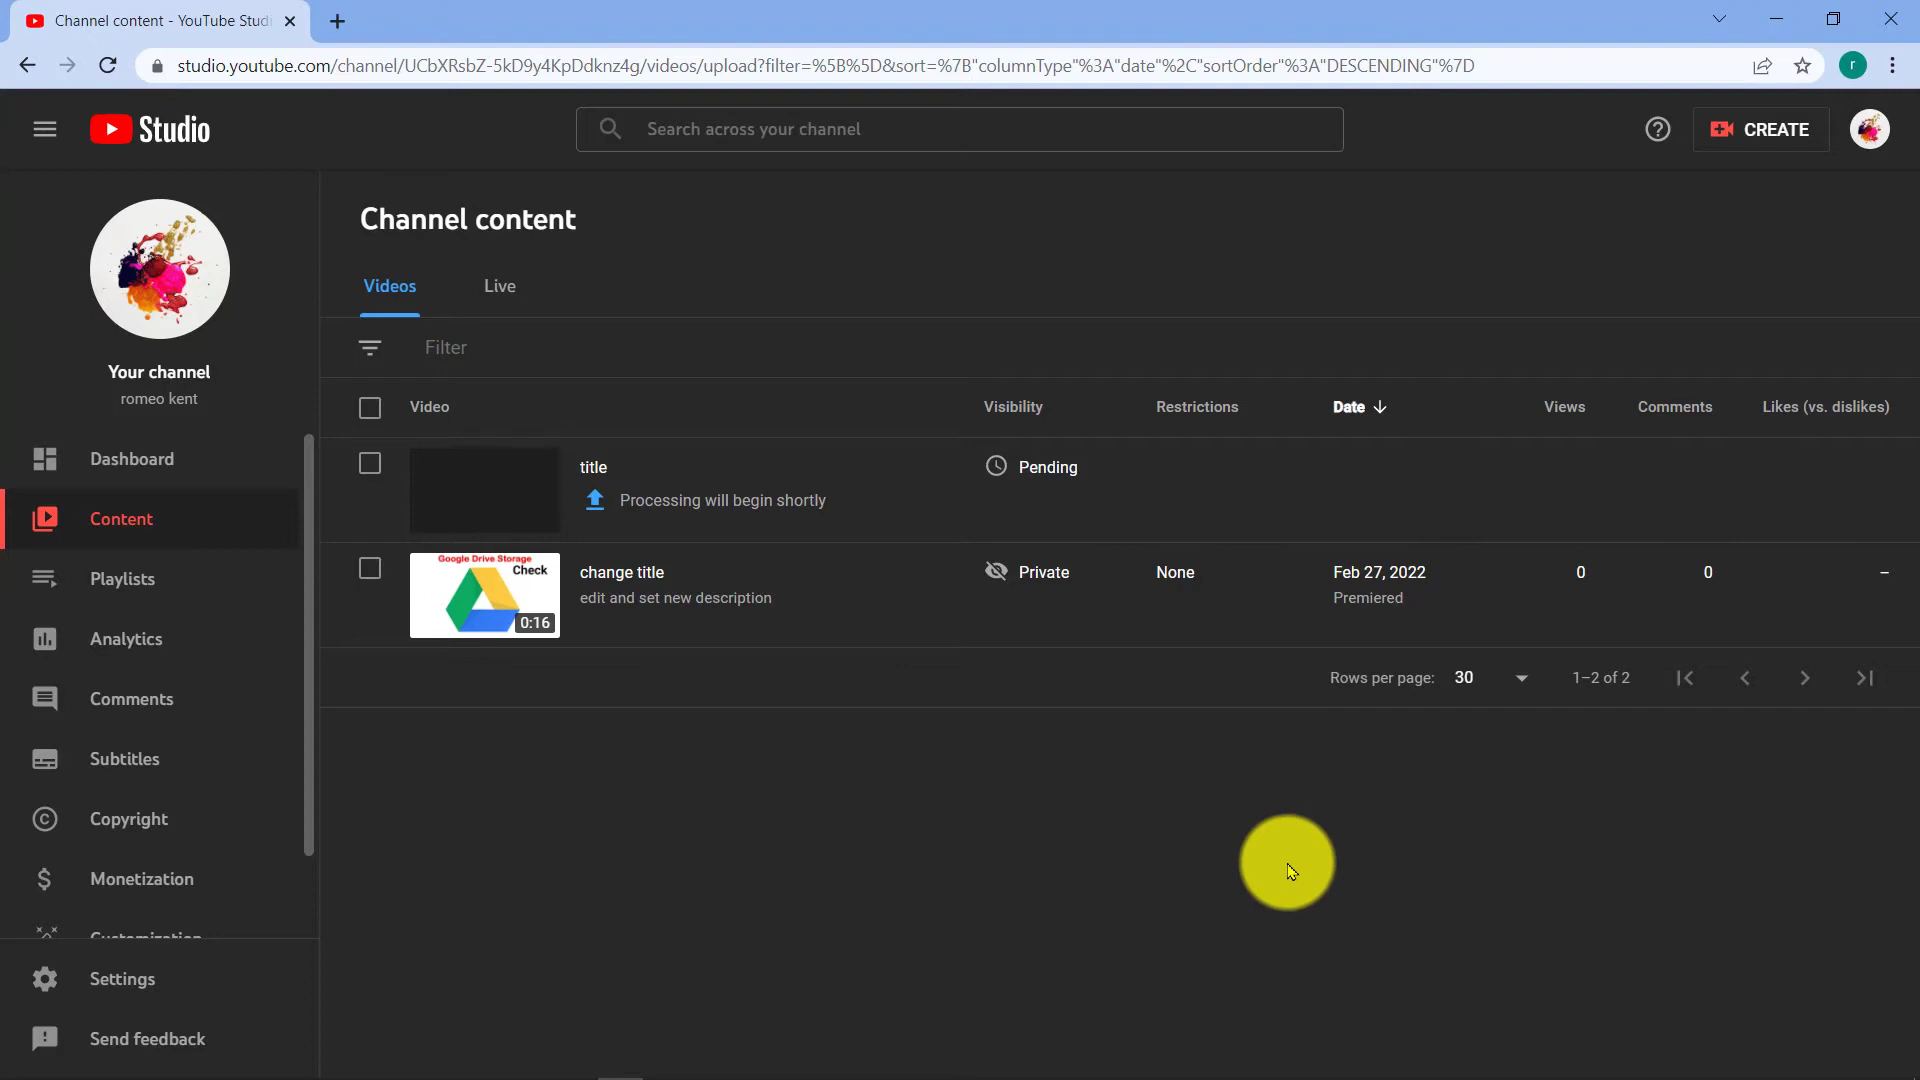 Channel content - YouTube Studi
studio.youtube.com/channel/UCbXRsbZ-5kD9y4KpDdknz4g/videos/upload?filter=%5B%5D&sort=%7B"columnType"%3A"date"%2C"sortOrder"%3A"DESCENDING"%7D
r
Studio
Search across your channel
CREATE
Your channel
romeo kent
Dashboard
Content
Playlists
Analytics
Comments
Subtitles
Copyright
Monetization
Customization
Settings
Send feedback
Channel content
Videos Live
Filter
Video Visibility Restrictions Date Views Comments Likes (vs. dislikes)
title Pending
Processing will begin shortly
Google Drive Storage
Check
0:16
change title Private None Feb 27, 2022 0 0 –
edit and set new description Premiered
Rows per page: 30 1–2 of 2